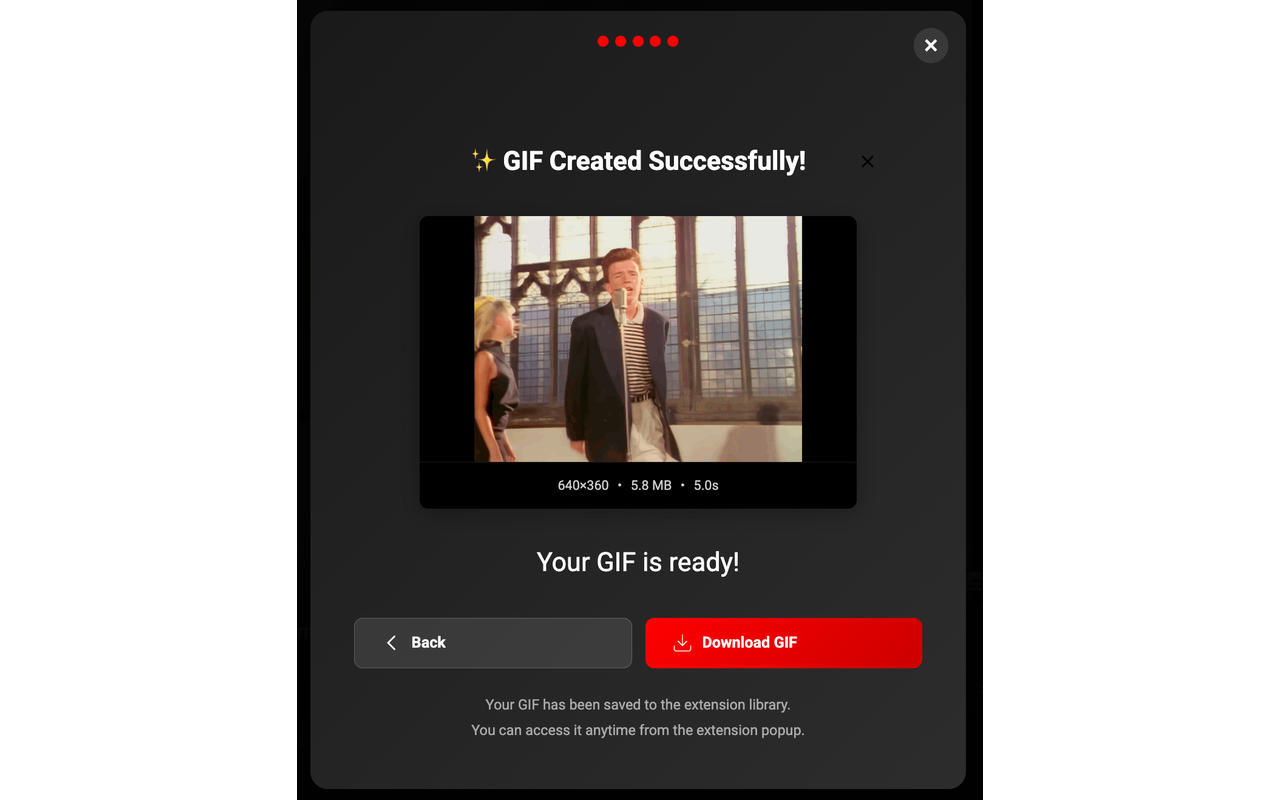 ✨ GIF Created Successfully!
640×360 • 5.8 MB • 5.0s
Your GIF is ready!
Back
Download GIF
Your GIF has been saved to the extension library.
You can access it anytime from the extension popup.